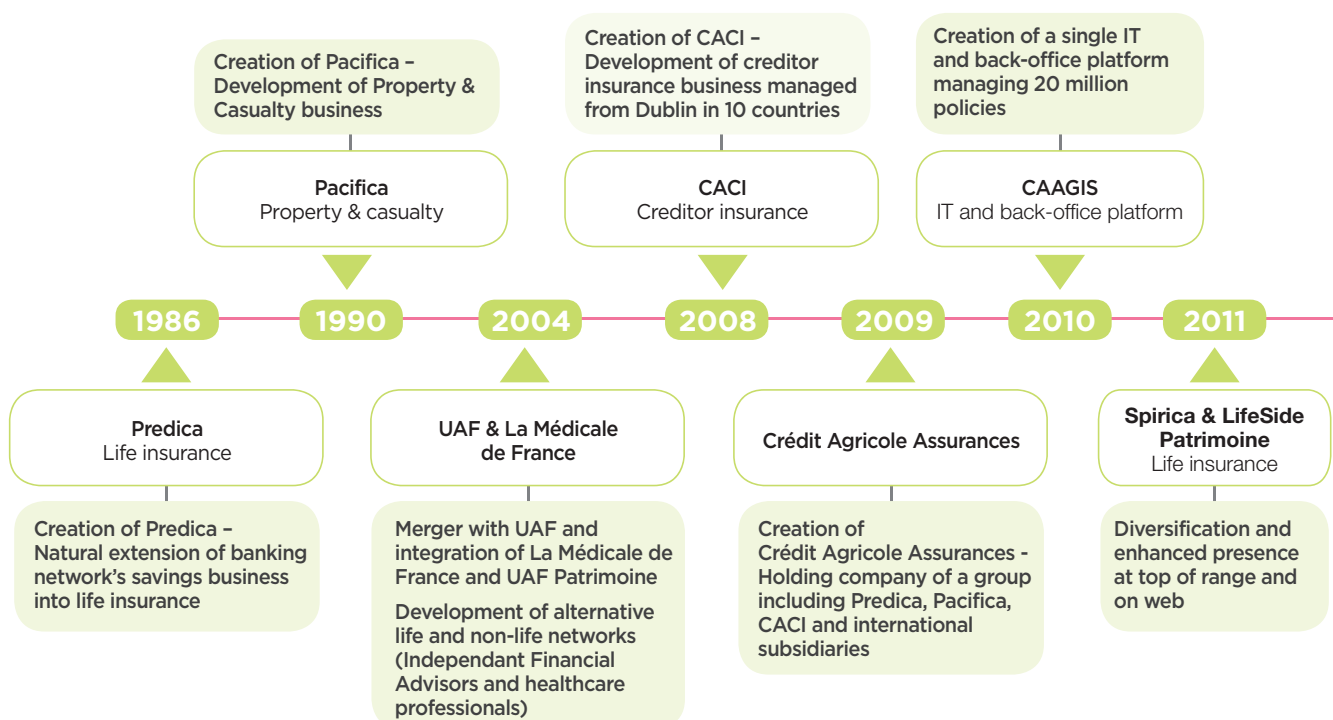 Creation of Pacifica –
Development of Property &
Casualty business
Creation of CACI –
Development of creditor
insurance business managed
from Dublin in 10 countries
Creation of a single IT
and back-office platform
managing 20 million
policies
Pacifica
Property & casualty
CACI
Creditor insurance
CAAGIS
IT and back-office platform
1986
1990
2004
2008
2009
2010
2011
Predica
Life insurance
UAF & La Médicale
de France
Crédit Agricole Assurances
Spirica & LifeSide
Patrimoine
Life insurance
Creation of Predica –
Natural extension of banking
network's savings business
into life insurance
Merger with UAF and
integration of La Médicale de
France and UAF Patrimoine
Development of alternative
life and non-life networks
(Independant Financial
Advisors and healthcare
professionals)
Creation of
Crédit Agricole Assurances -
Holding company of a group
including Predica, Pacifica,
CACI and international
subsidiaries
Diversification and
enhanced presence
at top of range and
on web